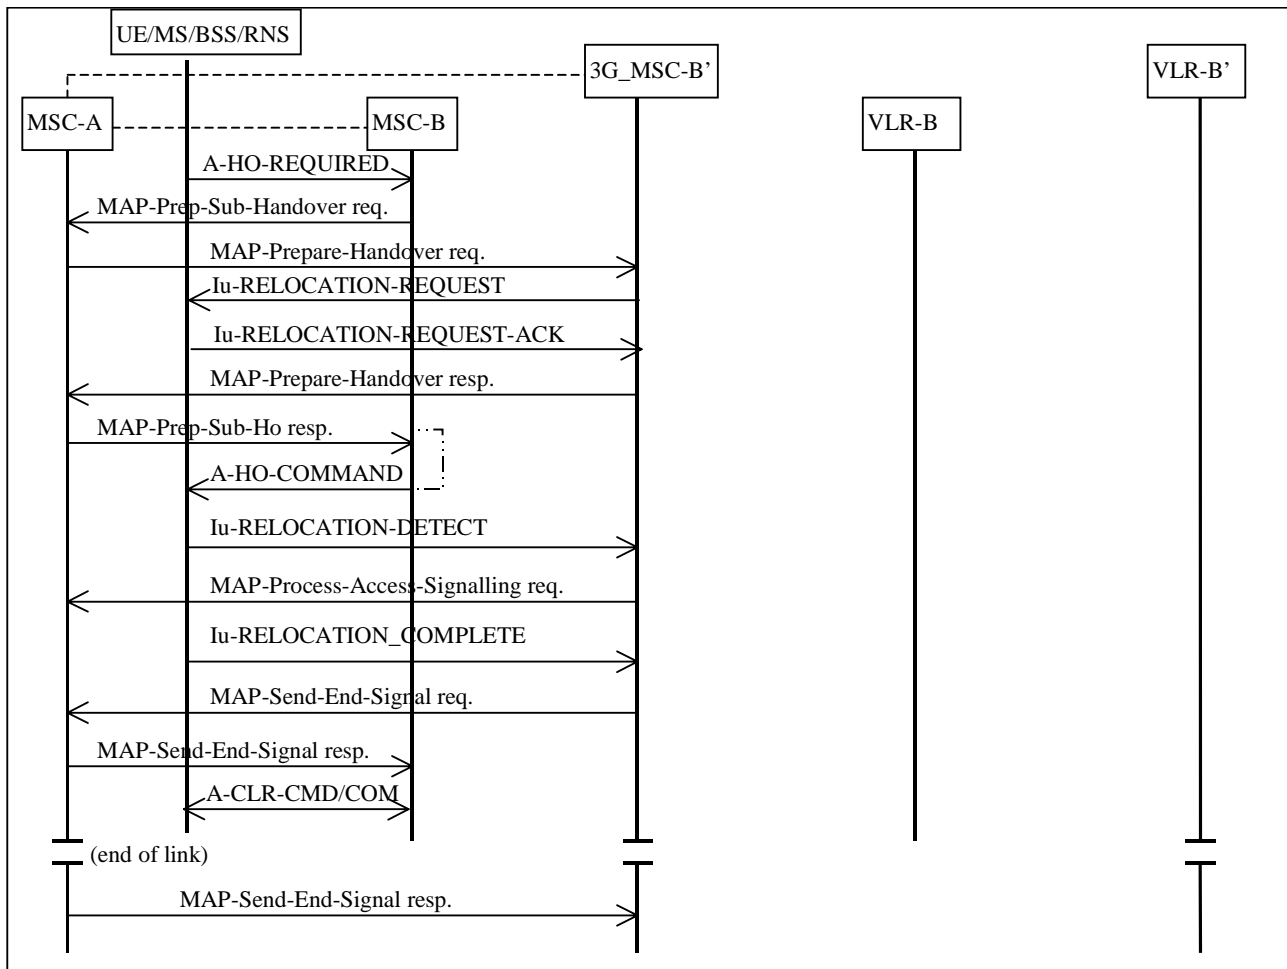 UE/MS/BSS/RNS
3G_MSC-B’
VLR-B’
MSC-A
MSC-B
VLR-B
A-HO-REQUIRED
MAP-Prep-Sub-Handover req.
MAP-Prepare-Handover req.
Iu-RELOCATION-REQUEST
Iu-RELOCATION-REQUEST-ACK
MAP-Prepare-Handover resp.
MAP-Prep-Sub-Ho resp.
A-HO-COMMAND
Iu-RELOCATION-DETECT
MAP-Process-Access-Signalling req.
Iu-RELOCATION_COMPLETE
MAP-Send-End-Signal req.
MAP-Send-End-Signal resp.
A-CLR-CMD/COM
(end of link)
MAP-Send-End-Signal resp.